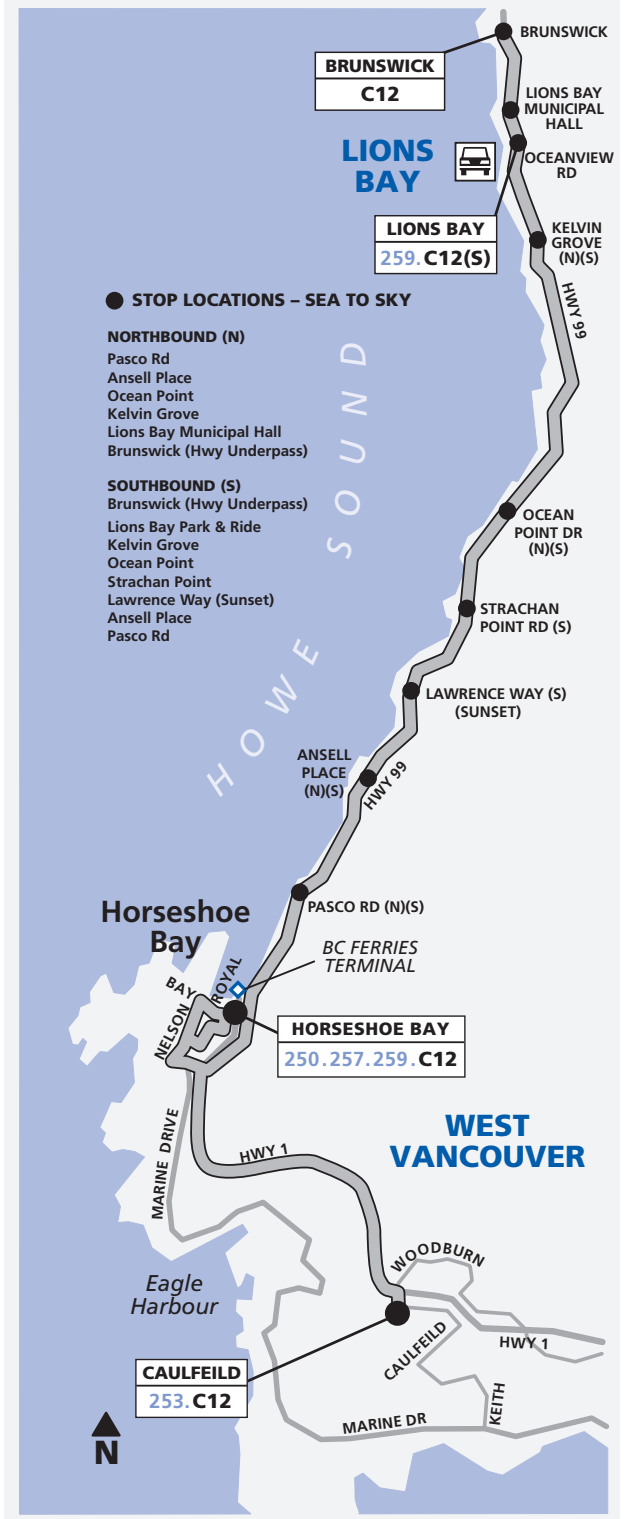 BRUNSWICK
BRUNSWICK
C12
LIONS BAY
MUNICIPAL
HALL
LIONS
BAY
OCEANVIEW
RD
LIONS BAY
259.C12(S)
KELVIN
GROVE
(N)(S)
HWY 99
STOP LOCATIONS – SEA TO SKY
NORTHBOUND (N)
Pasco Rd
Ansell Place
Ocean Point
Kelvin Grove
Lions Bay Municipal Hall
Brunswick (Hwy Underpass)
SOUTHBOUND (S)
Brunswick (Hwy Underpass)
Lions Bay Park & Ride
Kelvin Grove
Ocean Point
Strachan Point
Lawrence Way (Sunset)
Ansell Place
Pasco Rd
HOWE SOUND
OCEAN
POINT DR
(N)(S)
STRACHAN
POINT RD (S)
LAWRENCE WAY (S)
(SUNSET)
ANSELL
PLACE
(N)(S)
HWY 99
PASCO RD (N)(S)
Horseshoe
Bay
BC FERRIES
TERMINAL
ROYAL
BAY
NELSON
HORSESHOE BAY
250.257.259.C12
WEST
VANCOUVER
MARINE DRIVE
HWY 1
WOODBURN
Eagle
Harbour
HWY 1
CAULFEILD
CAULFEILD
253.C12
KEITH
MARINE DR
N